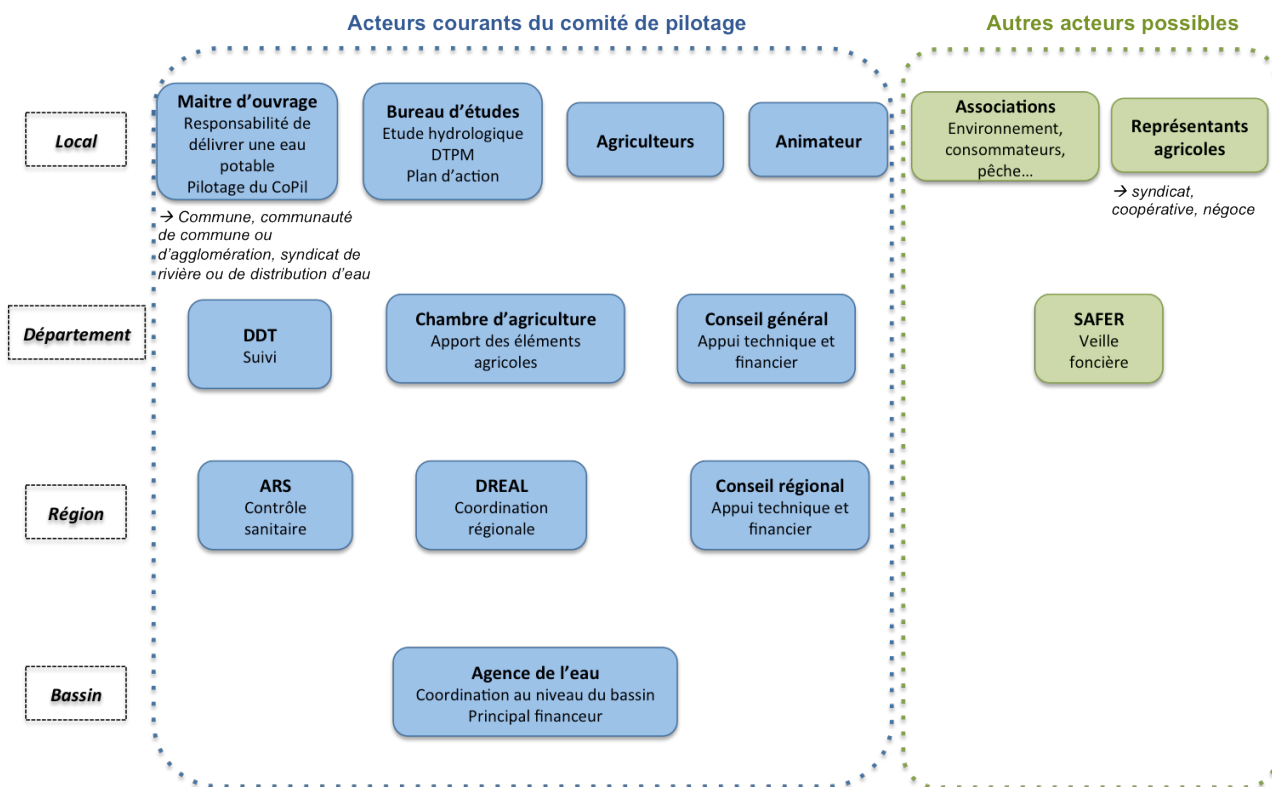 Acteurs courants du comité de pilotage
Autres acteurs possibles
Local
Maitre d’ouvrage
Responsabilité de
délivrer une eau
potable
Pilotage du CoPil
→ Commune, communauté
de commune ou
d’agglomération, syndicat de
rivière ou de distribution d’eau
Bureau d’études
Etude hydrologique
DTPM
Plan d’action
Agriculteurs
Animateur
Associations
Environnement,
consommateurs,
pêche…
Représentants
agricoles
→ syndicat,
coopérative, négoce
Département
DDT
Suivi
Chambre d’agriculture
Apport des éléments
agricoles
Conseil général
Appui technique et
financier
SAFER
Veille
foncière
Région
ARS
Contrôle
sanitaire
DREAL
Coordination
régionale
Conseil régional
Appui technique et
financier
Bassin
Agence de l’eau
Coordination au niveau du bassin
Principal financeur